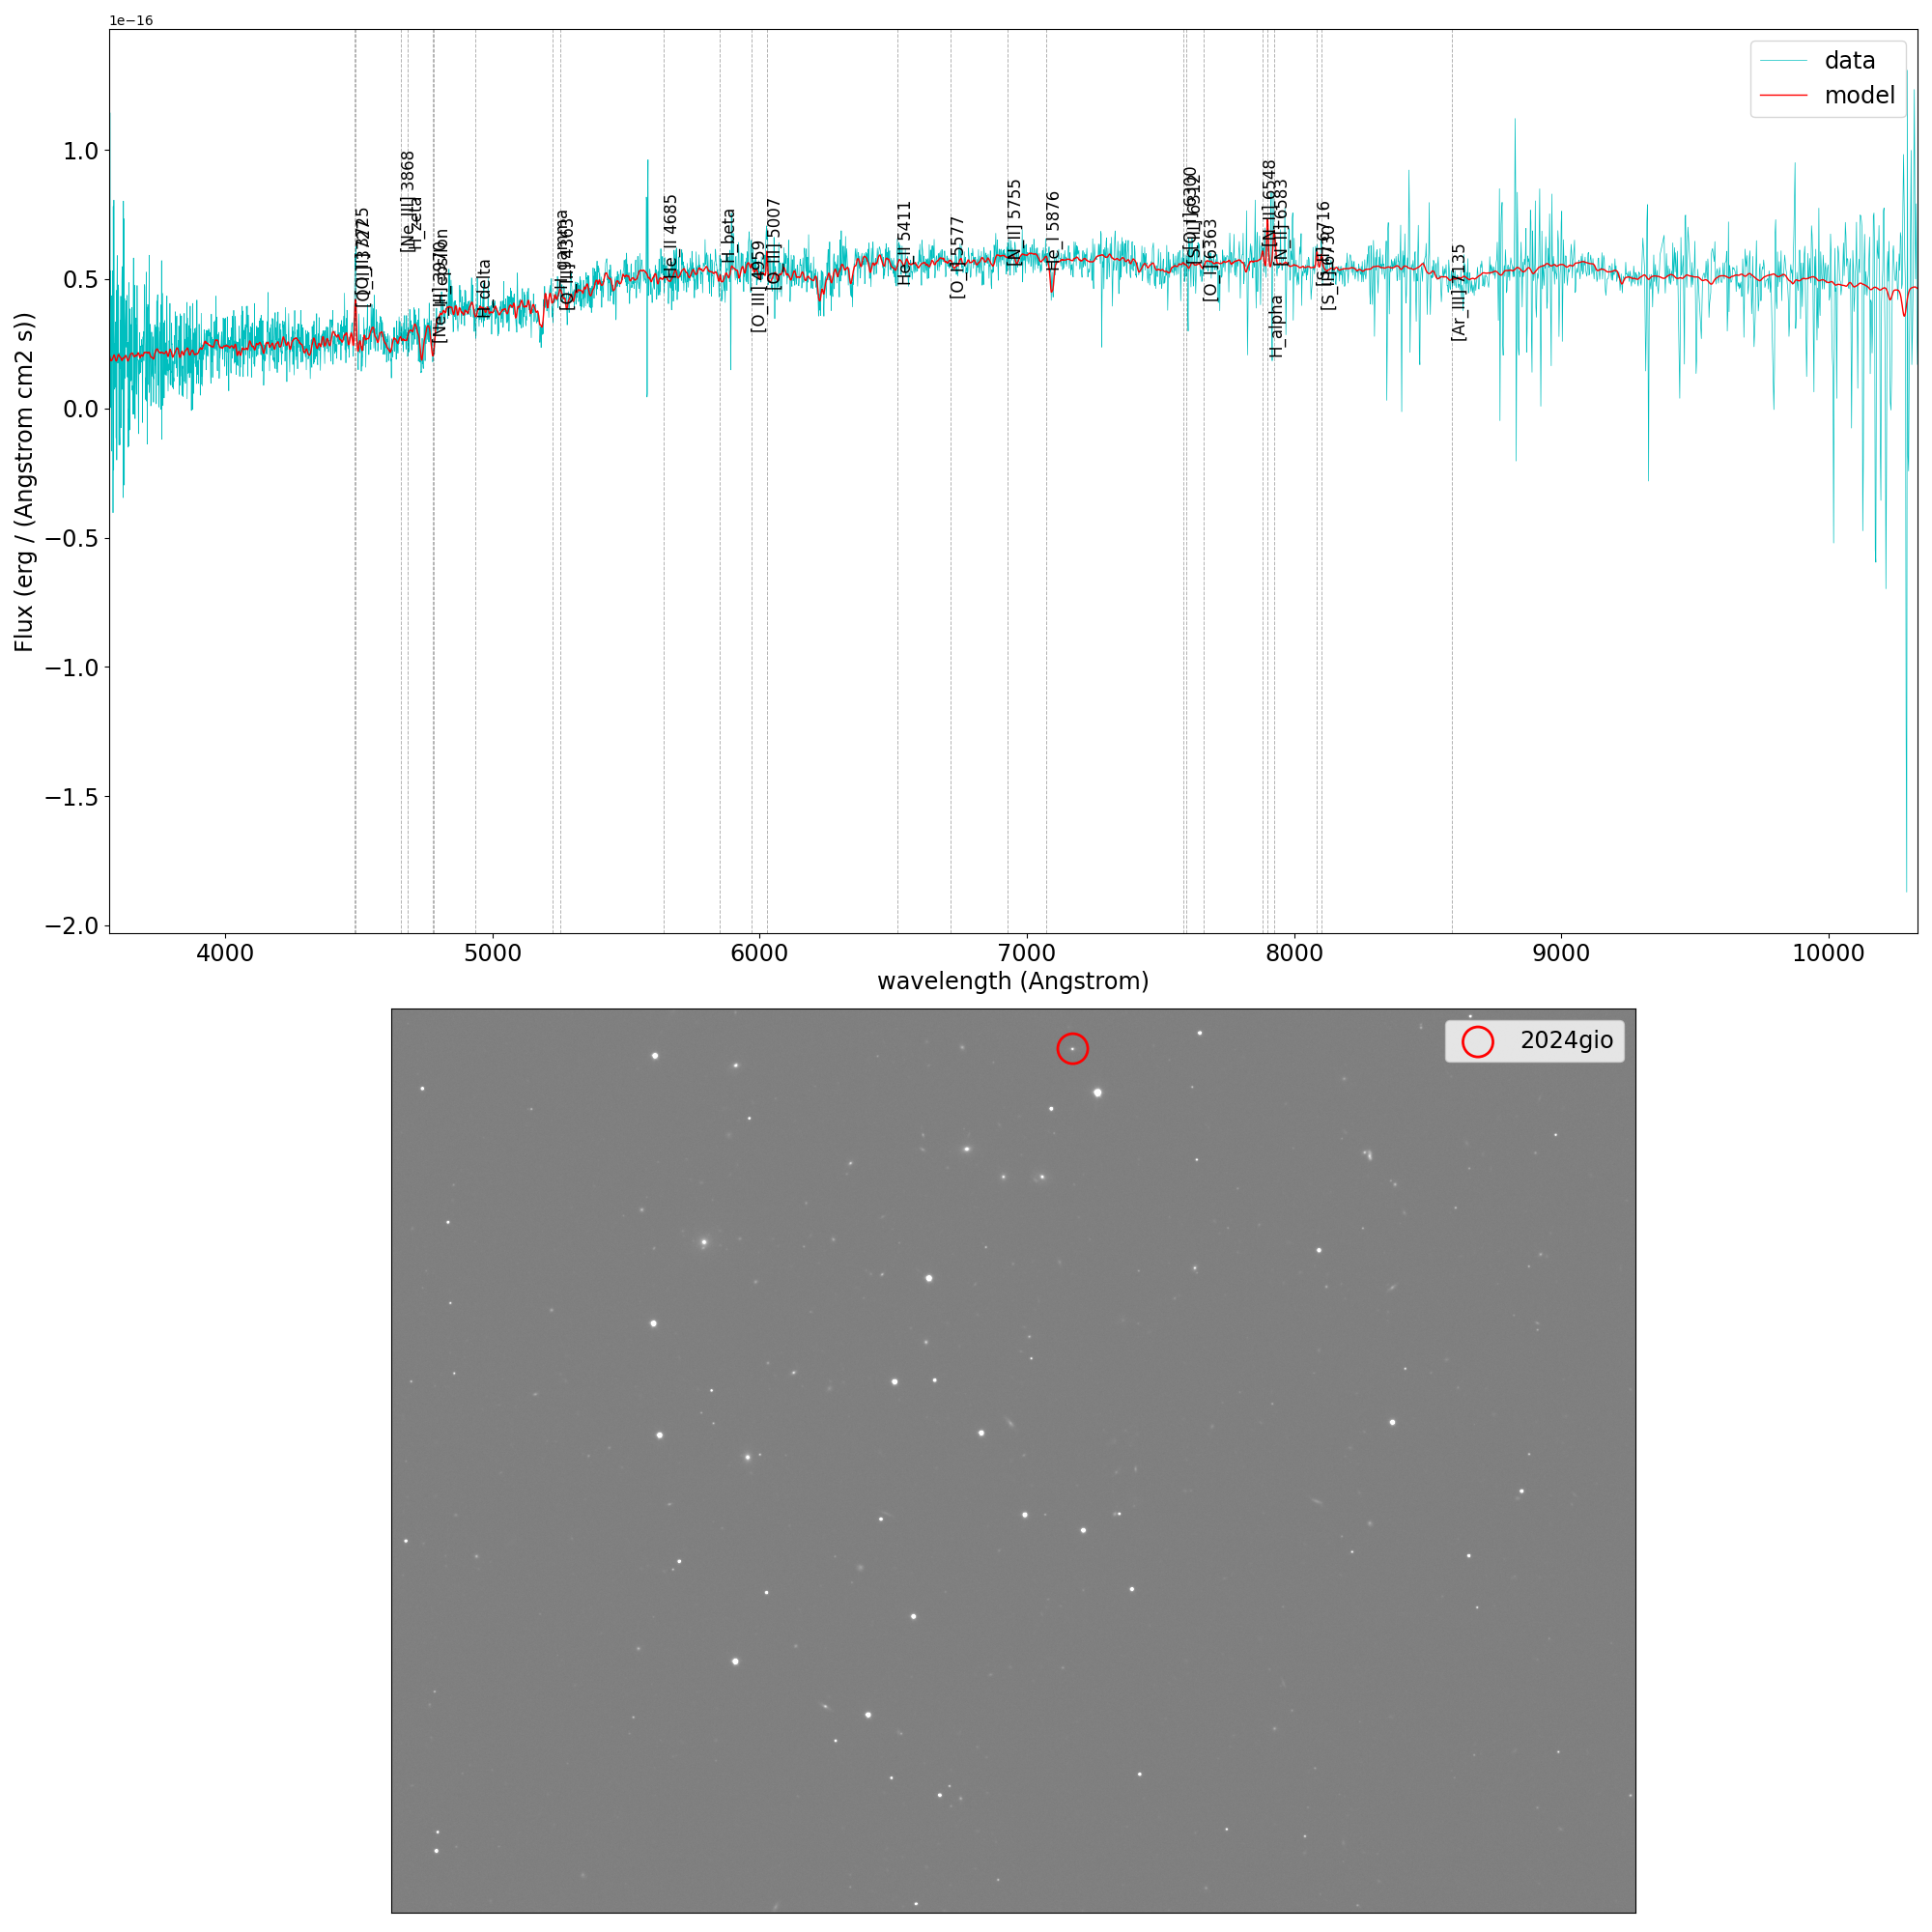 1e−16
data
model
Flux (erg / (Angstrom cm2 s))
1.0
0.5
0.0
−0.5
−1.0
−1.5
−2.0
[Ne_III] 3868
H_zeta
H_delta
He_II 4685
H_beta
[O_III] 4959
[O_III] 5007
He_II 5411
[O_I] 5577
[N_II] 5755
He_I 5876
[O_I] 6300
[O_I] 6363
[N_II] 6548
H_alpha
[N_II] 6583
[Ar_III] 7135
4000
5000
6000
7000
8000
9000
10000
wavelength (Angstrom)
2024gio